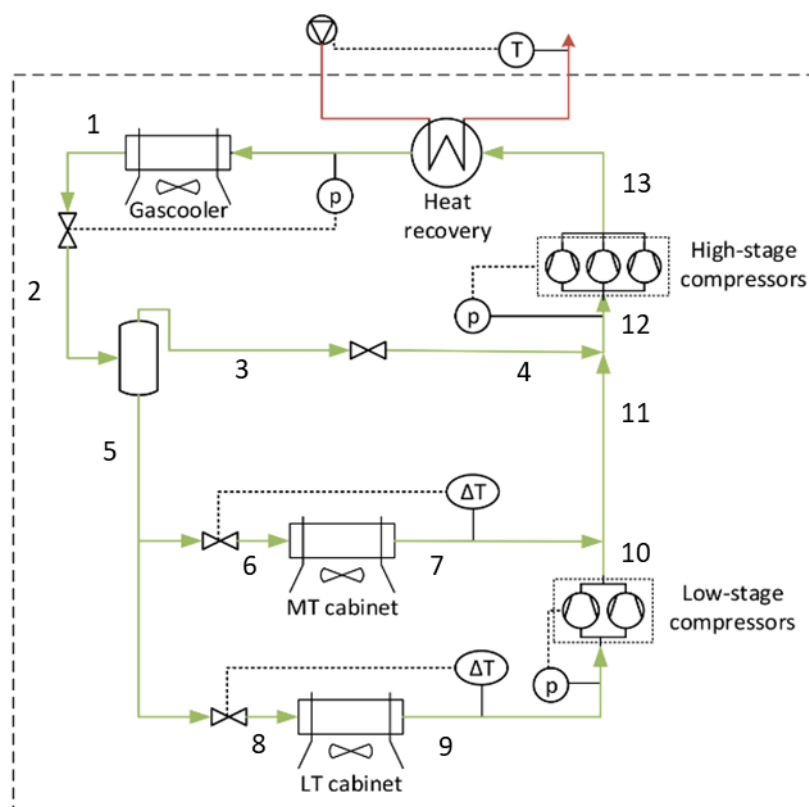 T
1
Gascooler
p
Heat
recovery
13
High-stage
compressors
2
p
12
3
4
11
5
ΔT
6
7
10
MT cabinet
Low-stage
compressors
ΔT
p
8
9
LT cabinet